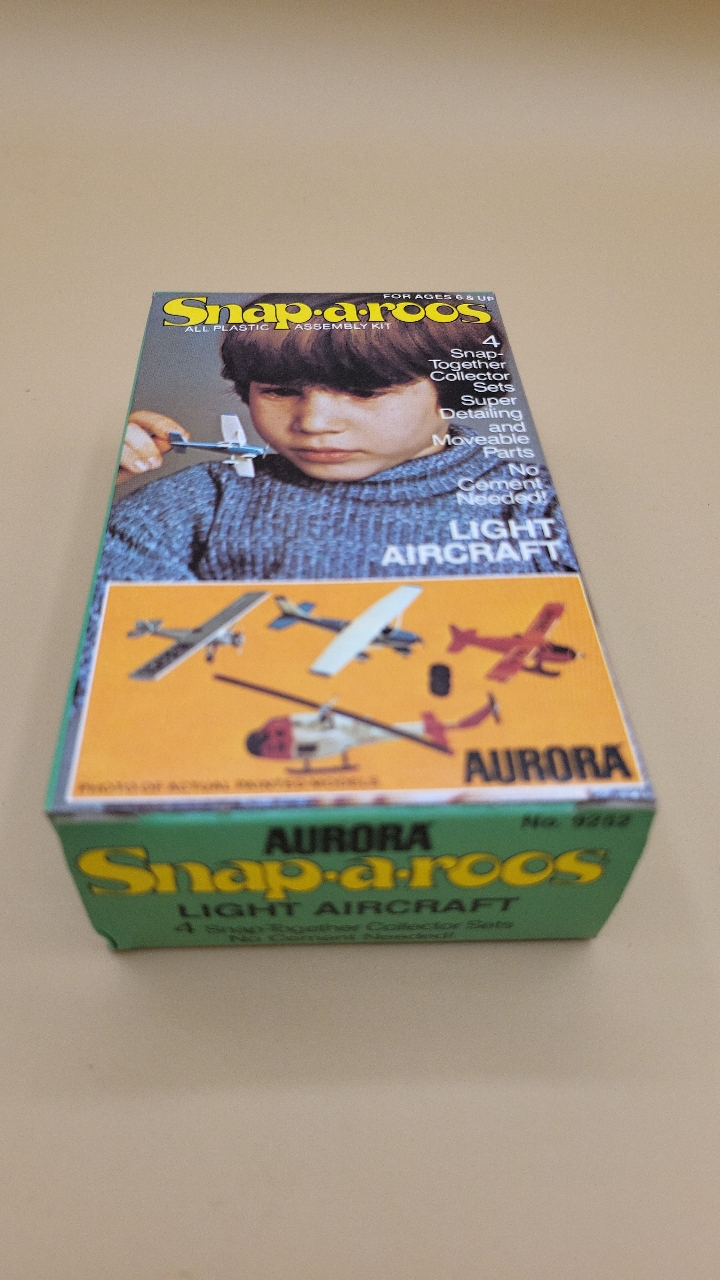 FOR AGES 6 & UP
Snap·a·roos
ALL PLASTIC ASSEMBLY KIT
4
Snap-
Together
Collector
Sets
Super
Detailing
and
Moveable
Parts
No
Cement
Needed!
LIGHT
AIRCRAFT
AURORA
PHOTO OF ACTUAL PAINTED MODELS
No. 9252
AURORA
Snap·a·roos
LIGHT AIRCRAFT
4 Snap-Together Collector Sets
No Cement Needed!